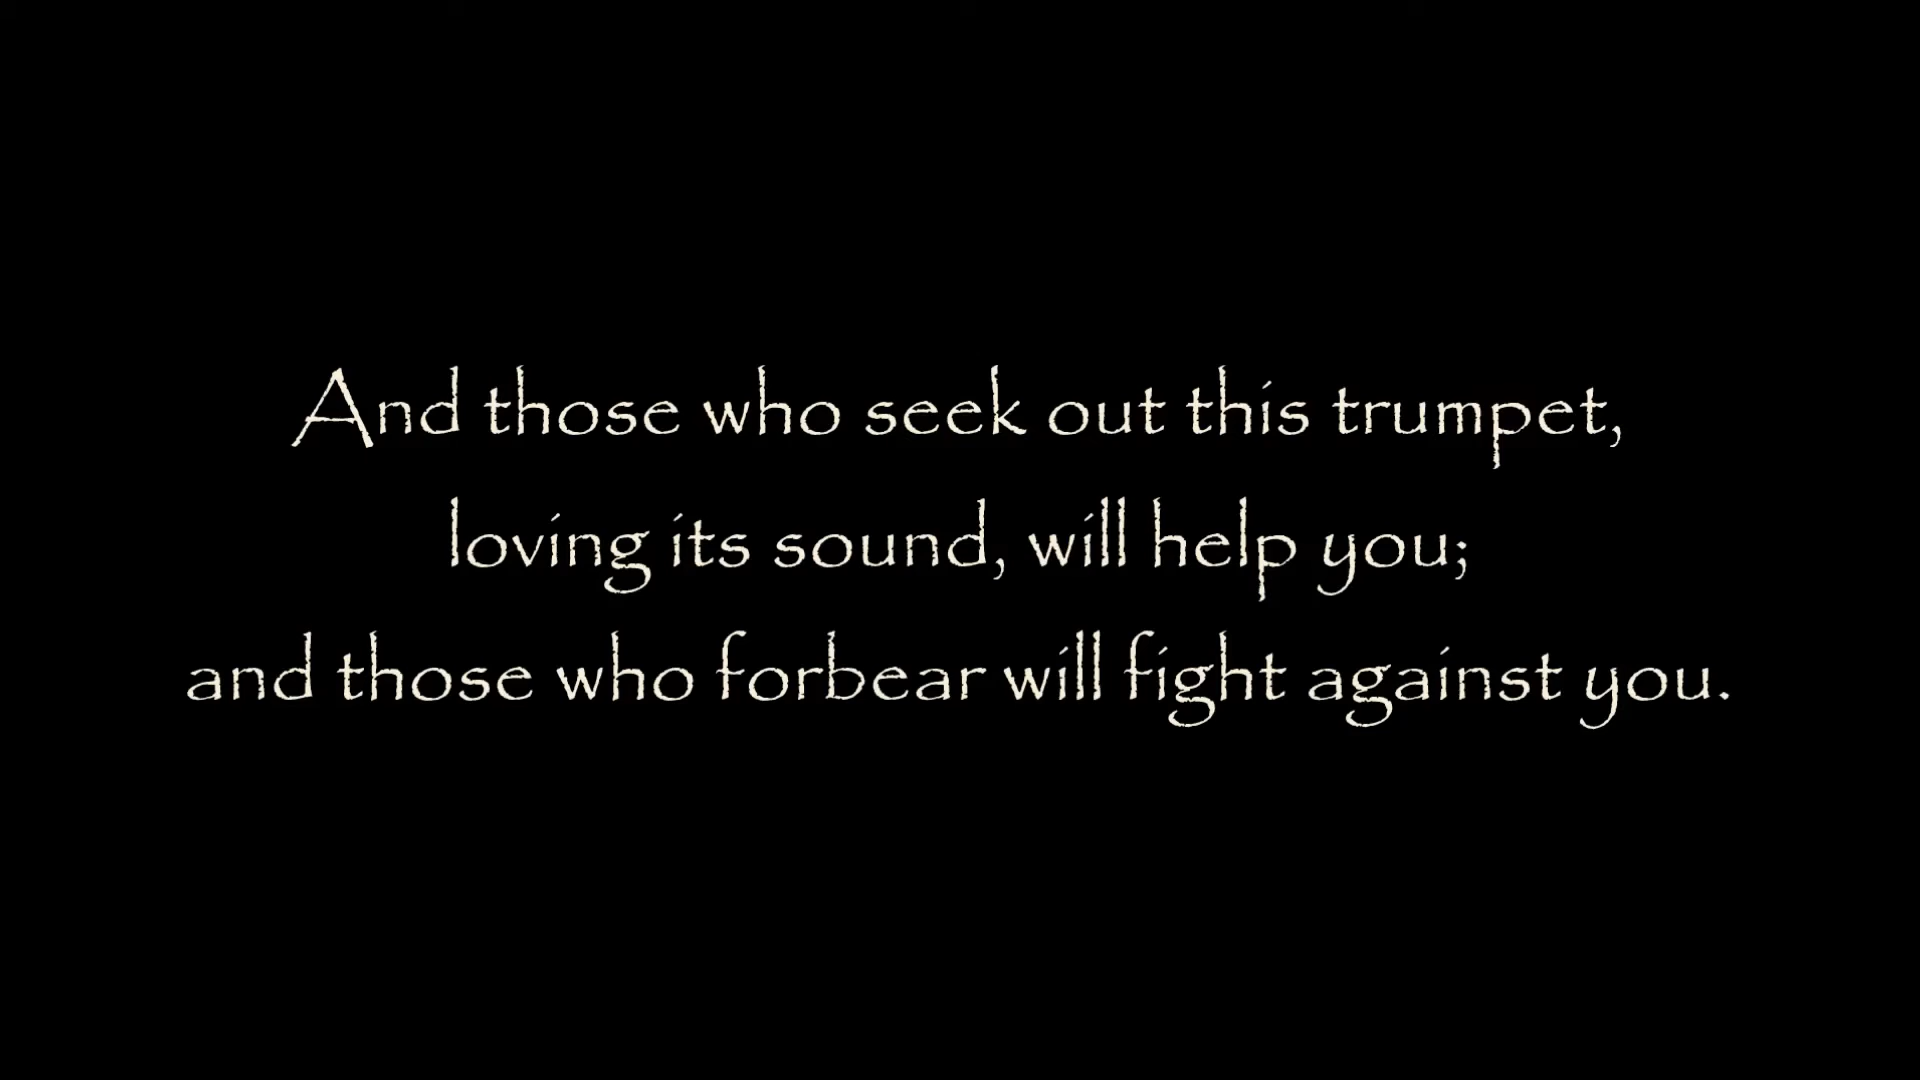 And those who seek out this trumpet,
loving its sound, will help you;
and those who forbear will fight against you.